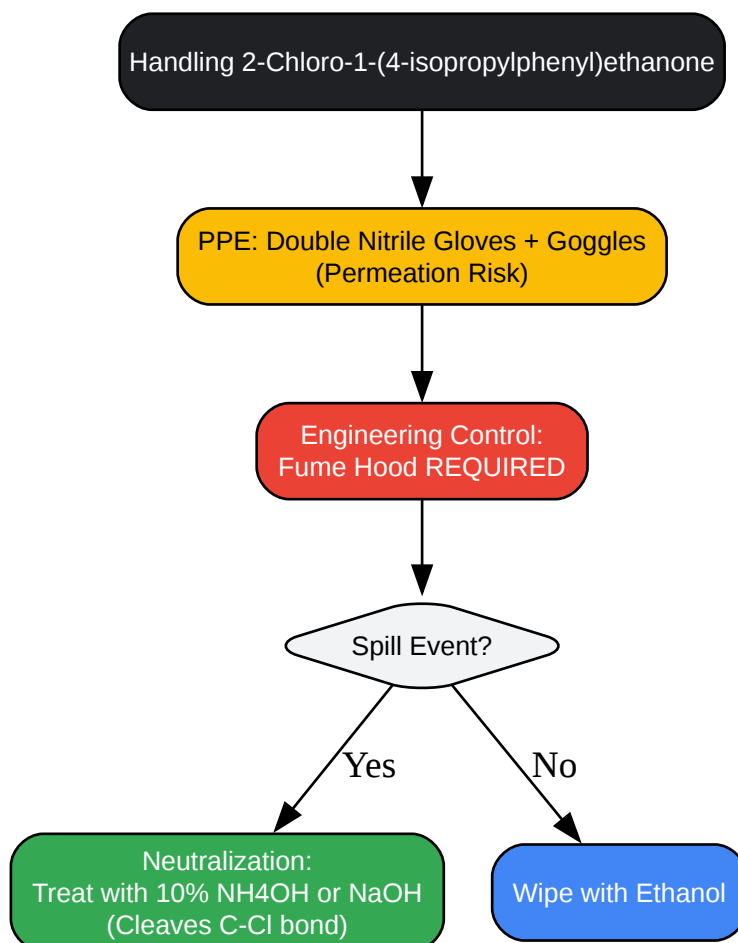 Handling 2-Chloro-1-(4-isopropylphenyl)ethanone
PPE: Double Nitrile Gloves + Goggles
(Permeation Risk)
Engineering Control:
Fume Hood REQUIRED
Spill Event?
Yes
No
Neutralization:
Treat with 10% NH4OH or NaOH
(Cleaves C-Cl bond)
Wipe with Ethanol